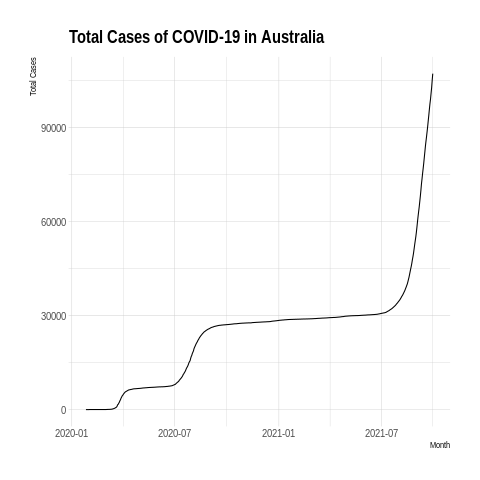 Total Cases of COVID-19 in Australia
Total Cases
90000
60000
30000
0
2020-01 2020-07 2021-01 2021-07
Month